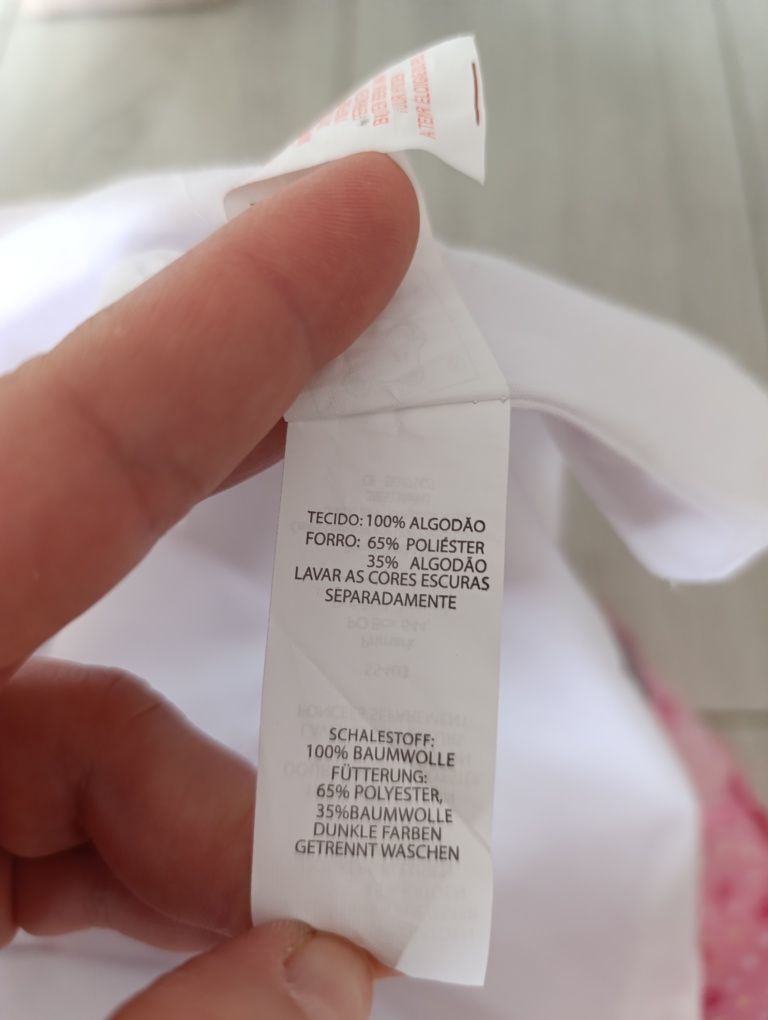 TECIDO: 100% ALGODÃO
FORRO: 65% POLIÉSTER
35% ALGODÃO
LAVAR AS CORES ESCURAS
SEPARADAMENTE
SCHALESTOFF:
100% BAUMWOLLE
FÜTTERUNG:
65% POLYESTER,
35%BAUMWOLLE
DUNKLE FARBEN
GETRENNT WASCHEN